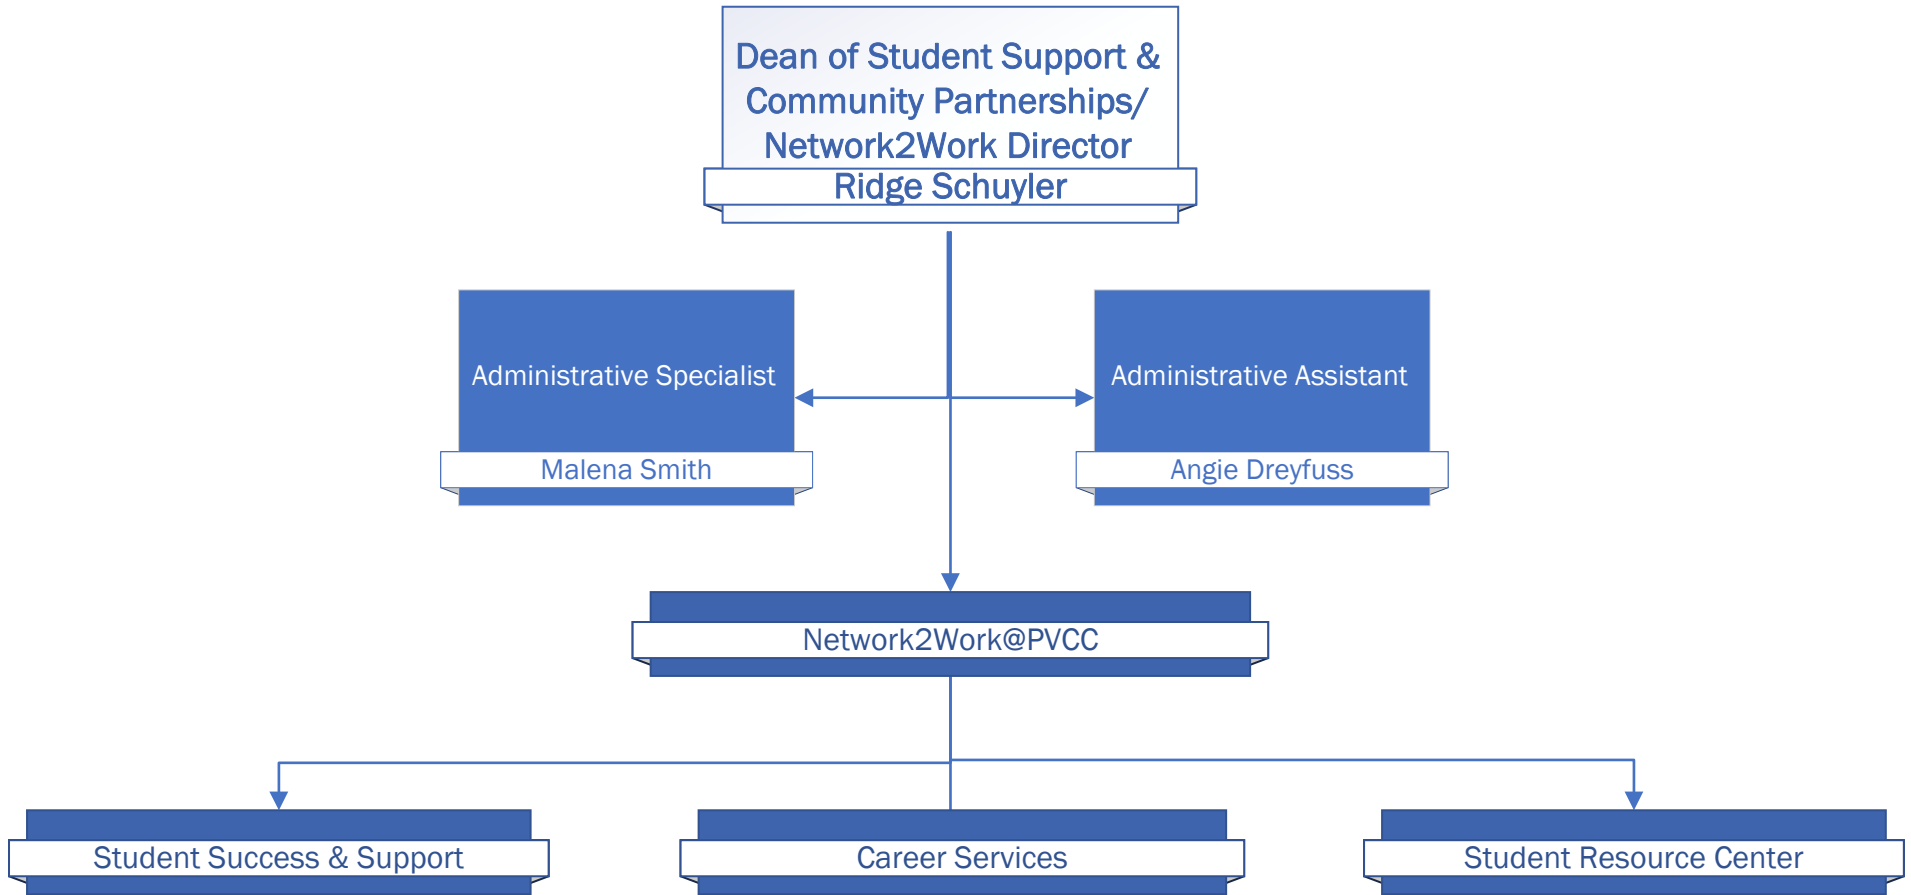 Dean of Student Support &
Community Partnerships/
Network2Work Director
Ridge Schuyler
Administrative Specialist
Malena Smith
Administrative Assistant
Angie Dreyfuss
Network2Work@PVCC
Student Success & Support
Career Services
Student Resource Center